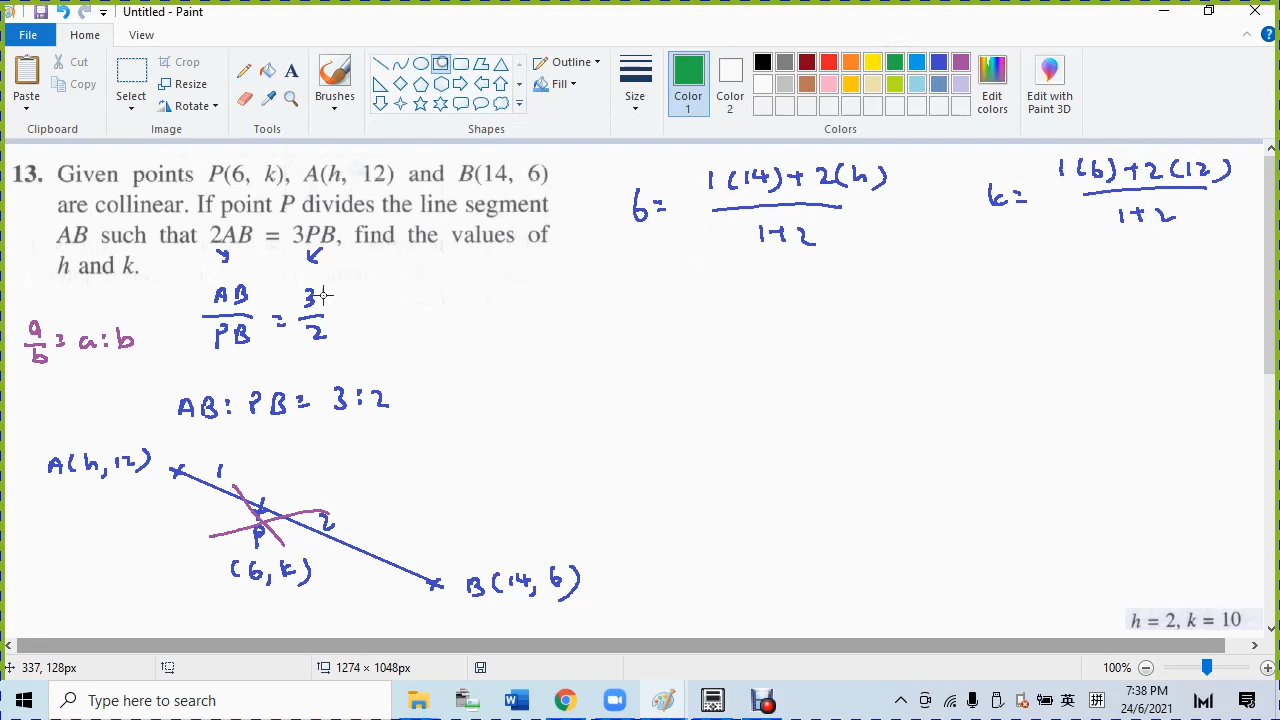 Untitled - Paint
File Home View
Paste
Cut
Copy
Clipboard
Select
Crop
Resize
Rotate
Image
A
Tools
Brushes
Outline
Fill
Shapes
Size
Color 1
Color 2
Edit colors
Colors
Edit with Paint 3D
13. Given points P(6, k), A(h, 12) and B(14, 6)
are collinear. If point P divides the line segment
AB such that 2AB = 3PB, find the values of
h and k.
AB/PB = 3/2
a/b = a : b
AB : PB = 3 : 2
A(h, 12)
1
2
P
(6, k)
B(14, 6)
6 = 1(14) + 2(h) / 1+2
k = 1(6) + 2(12) / 1+2
h = 2, k = 10
337, 128px
1274 × 1048px
100%
Type here to search
英
拼
7:38 PM
24/6/2021